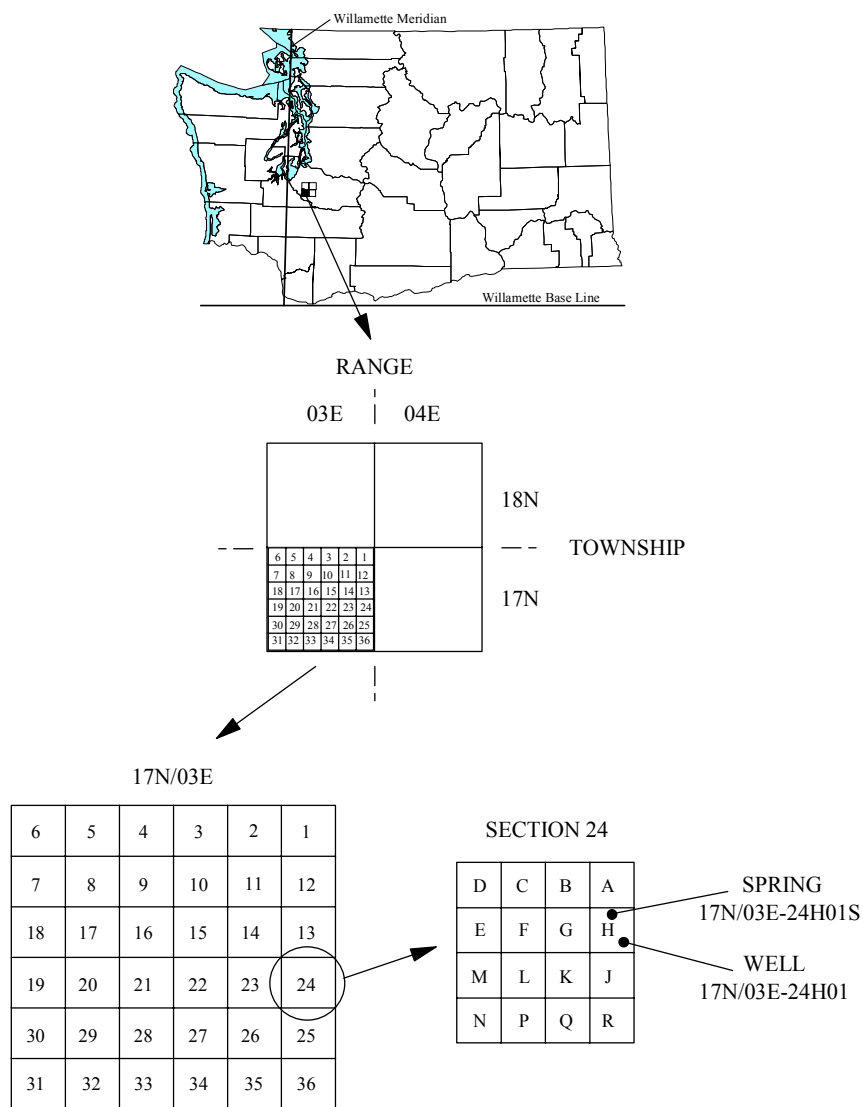 Willamette Meridian
Willamette Base Line
RANGE
03E 04E
18N
TOWNSHIP
17N
6 5 4 3 2 1
7 8 9 10 11 12
18 17 16 15 14 13
19 20 21 22 23 24
30 29 28 27 26 25
31 32 33 34 35 36
17N/03E
6 5 4 3 2 1
7 8 9 10 11 12
18 17 16 15 14 13
19 20 21 22 23 24
30 29 28 27 26 25
31 32 33 34 35 36
SECTION 24
D C B A
E F G H
M L K J
N P Q R
SPRING
17N/03E-24H01S
WELL
17N/03E-24H01